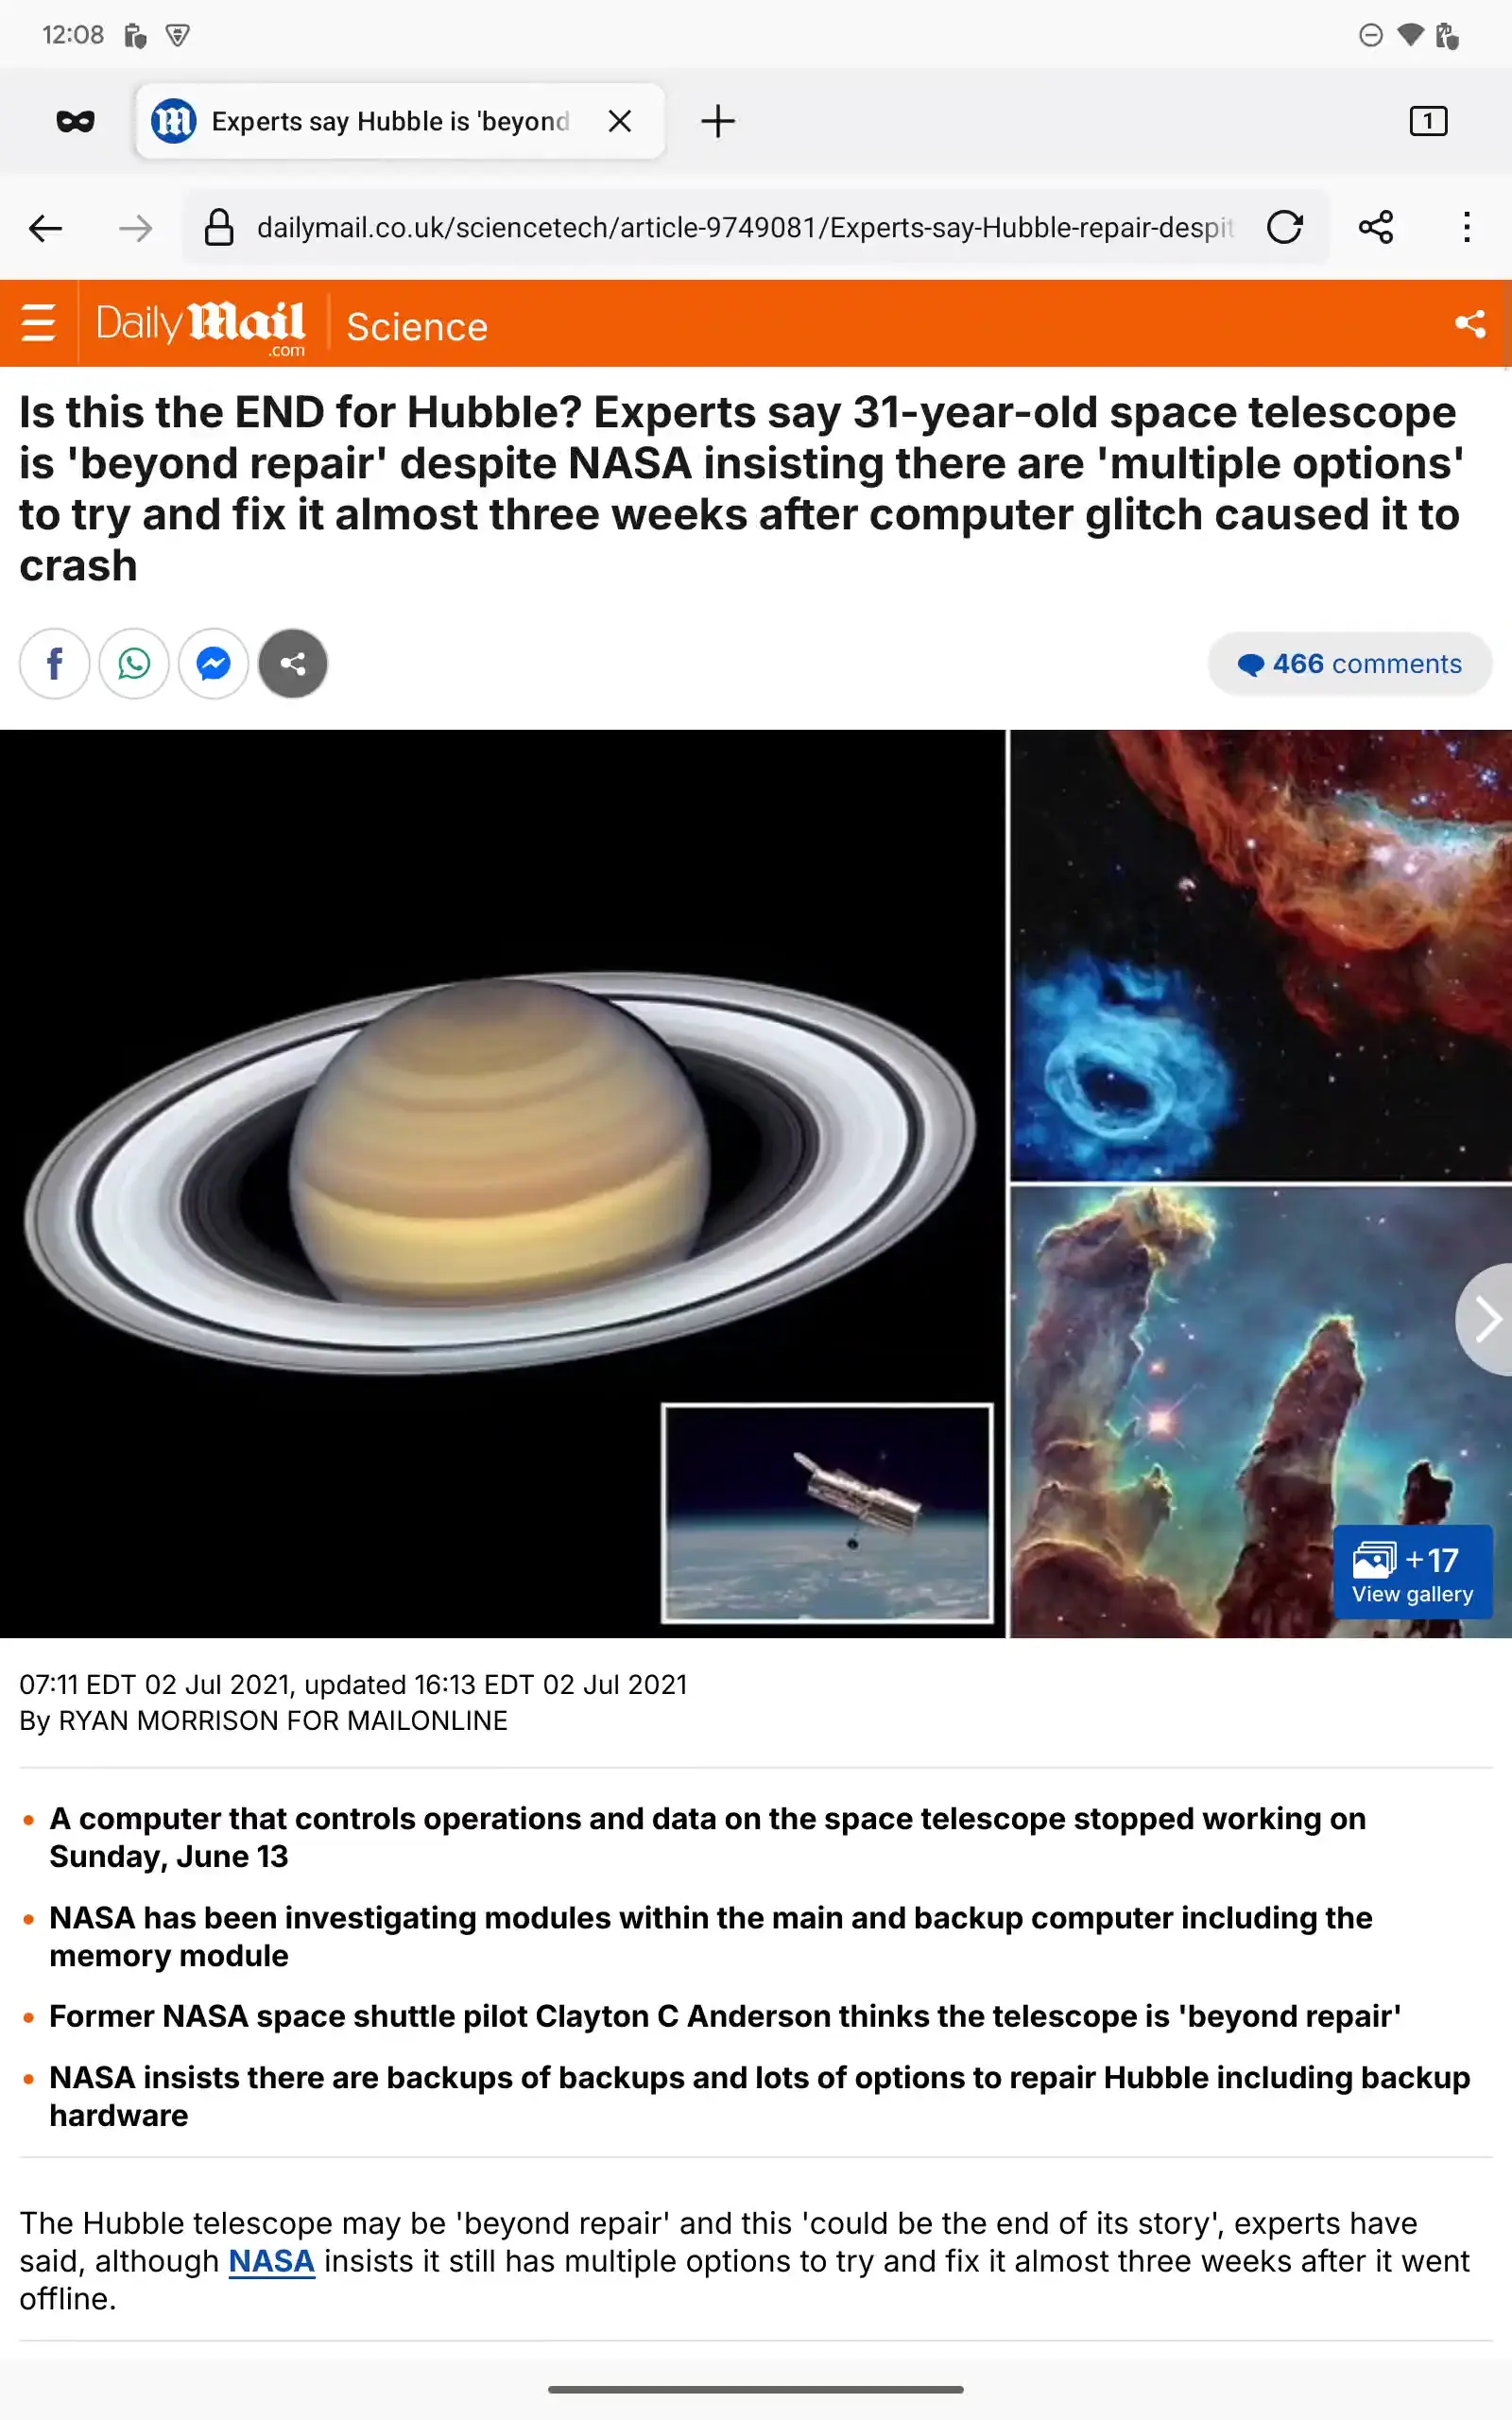 12:08
Experts say Hubble is 'beyond
1
dailymail.co.uk/sciencetech/article-9749081/Experts-say-Hubble-repair-despit
Daily Mail
.com
Science
Is this the END for Hubble? Experts say 31-year-old space telescope
is 'beyond repair' despite NASA insisting there are 'multiple options'
to try and fix it almost three weeks after computer glitch caused it to
crash
466 comments
+17
View gallery
07:11 EDT 02 Jul 2021, updated 16:13 EDT 02 Jul 2021
By RYAN MORRISON FOR MAILONLINE
• A computer that controls operations and data on the space telescope stopped working on
Sunday, June 13
• NASA has been investigating modules within the main and backup computer including the
memory module
• Former NASA space shuttle pilot Clayton C Anderson thinks the telescope is 'beyond repair'
• NASA insists there are backups of backups and lots of options to repair Hubble including backup
hardware
The Hubble telescope may be 'beyond repair' and this 'could be the end of its story', experts have
said, although NASA insists it still has multiple options to try and fix it almost three weeks after it went
offline.